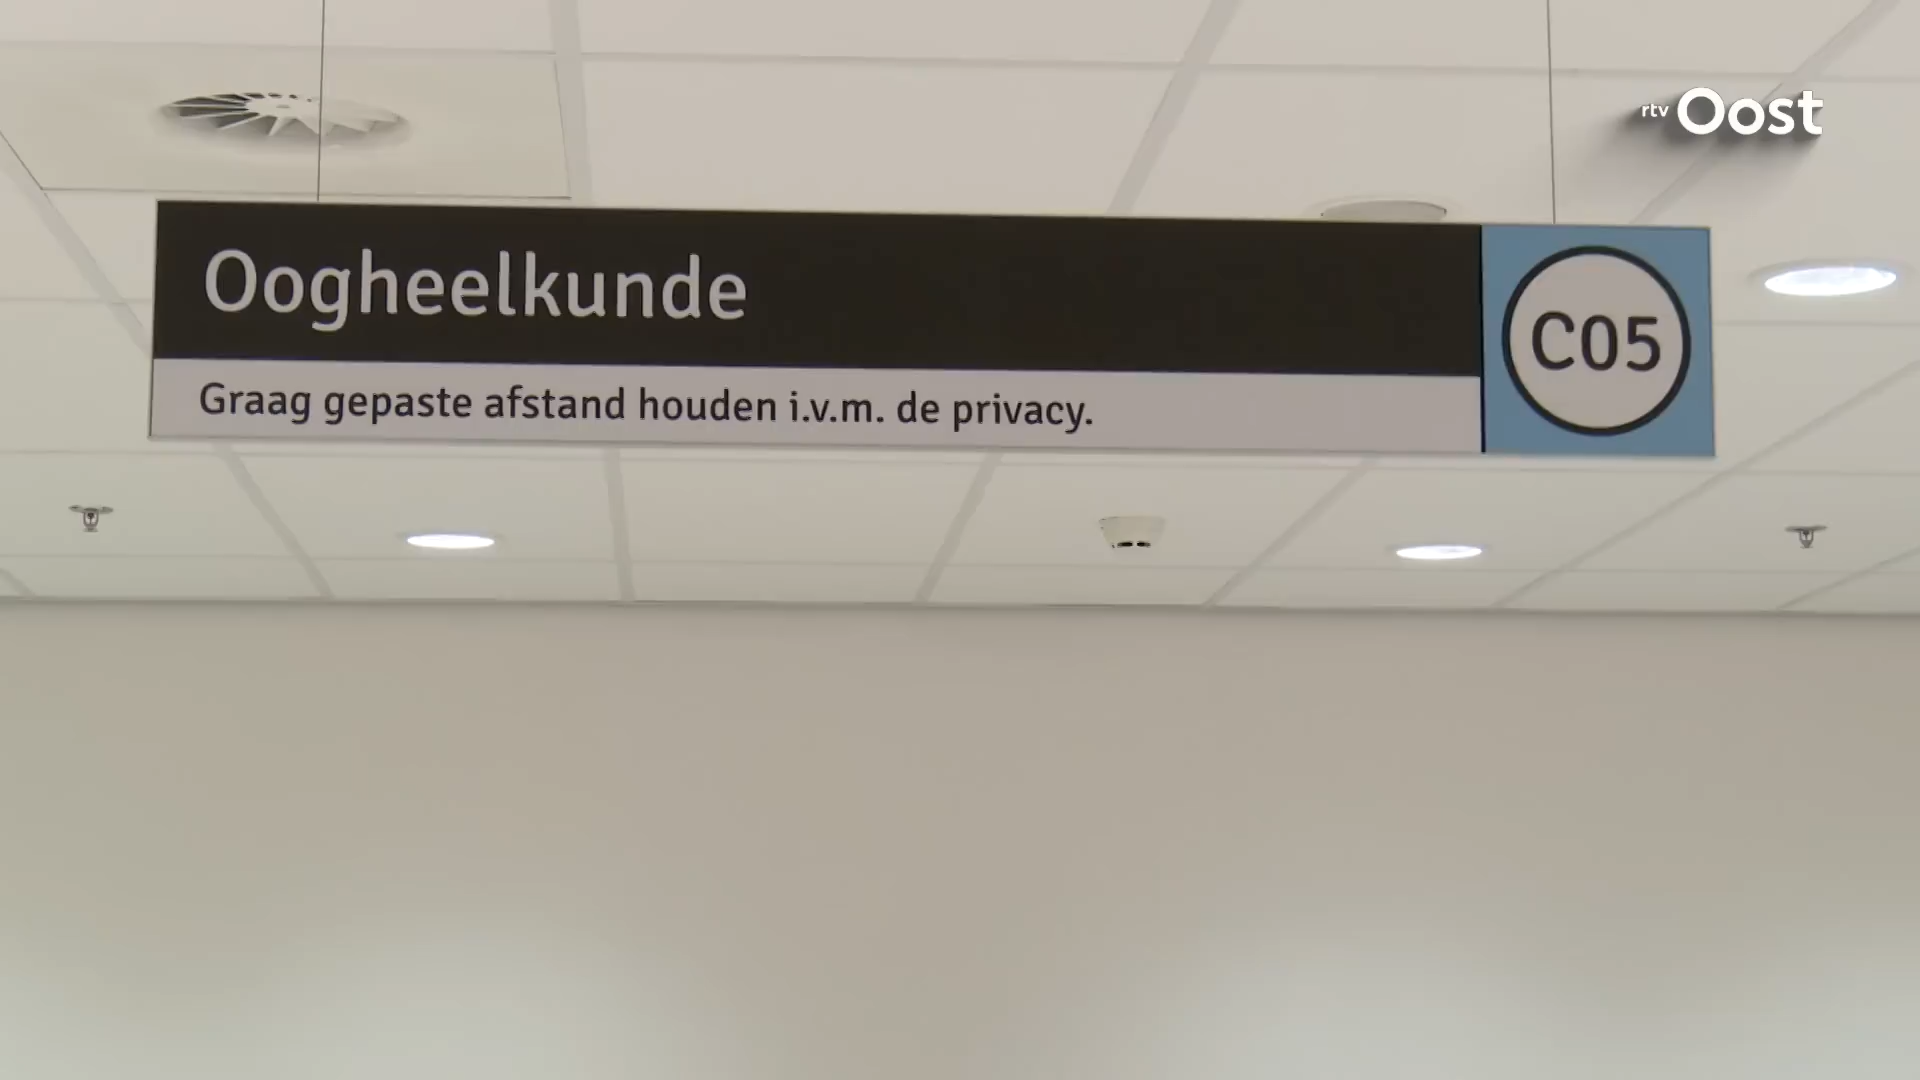 rtv Oost
Oogheelkunde
C05
Graag gepaste afstand houden i.v.m. de privacy.